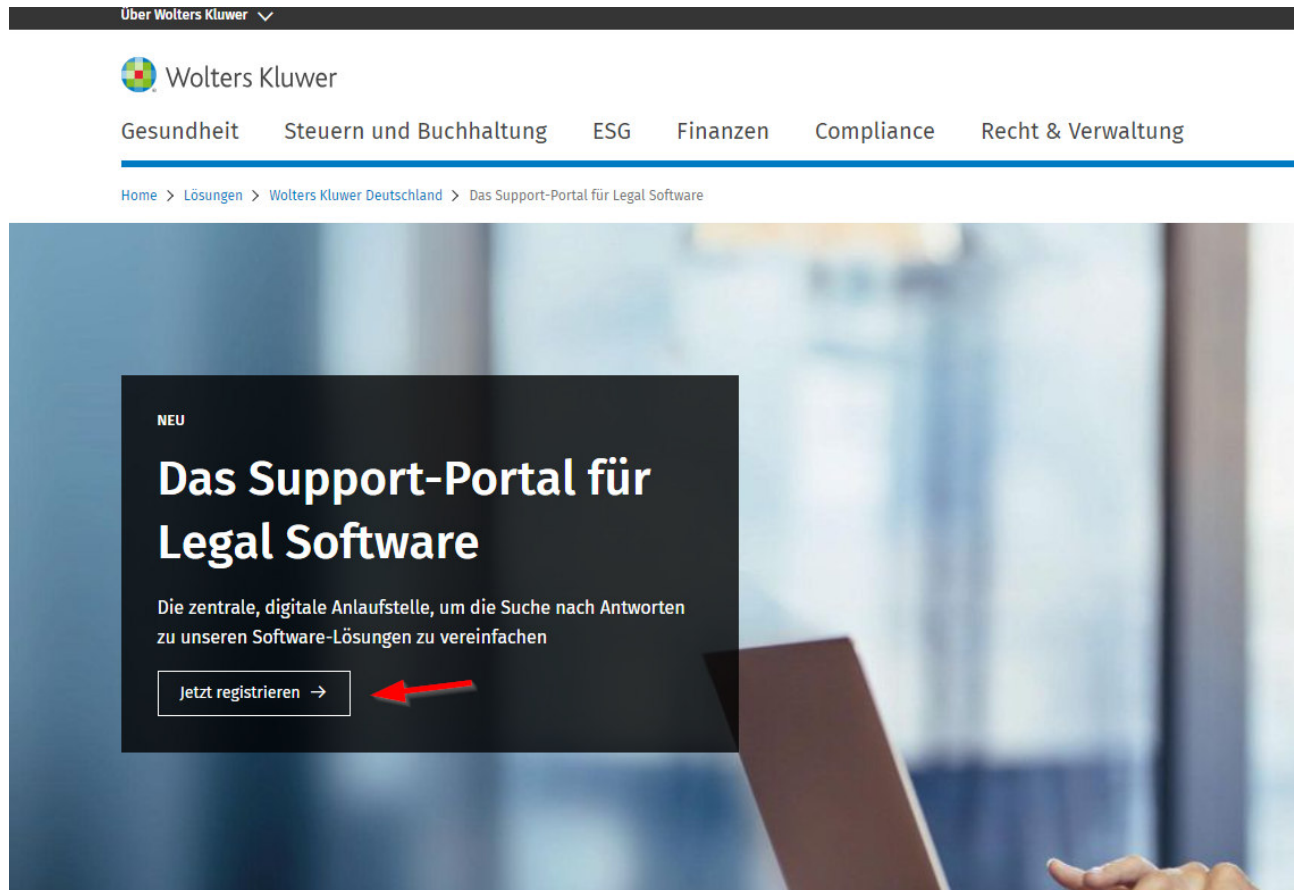 Über Wolters Kluwer
Wolters Kluwer
Gesundheit Steuern und Buchhaltung ESG Finanzen Compliance Recht & Verwaltung
Home > Lösungen > Wolters Kluwer Deutschland > Das Support-Portal für Legal Software
NEU
Das Support-Portal für
Legal Software
Die zentrale, digitale Anlaufstelle, um die Suche nach Antworten
zu unseren Software-Lösungen zu vereinfachen
Jetzt registrieren →